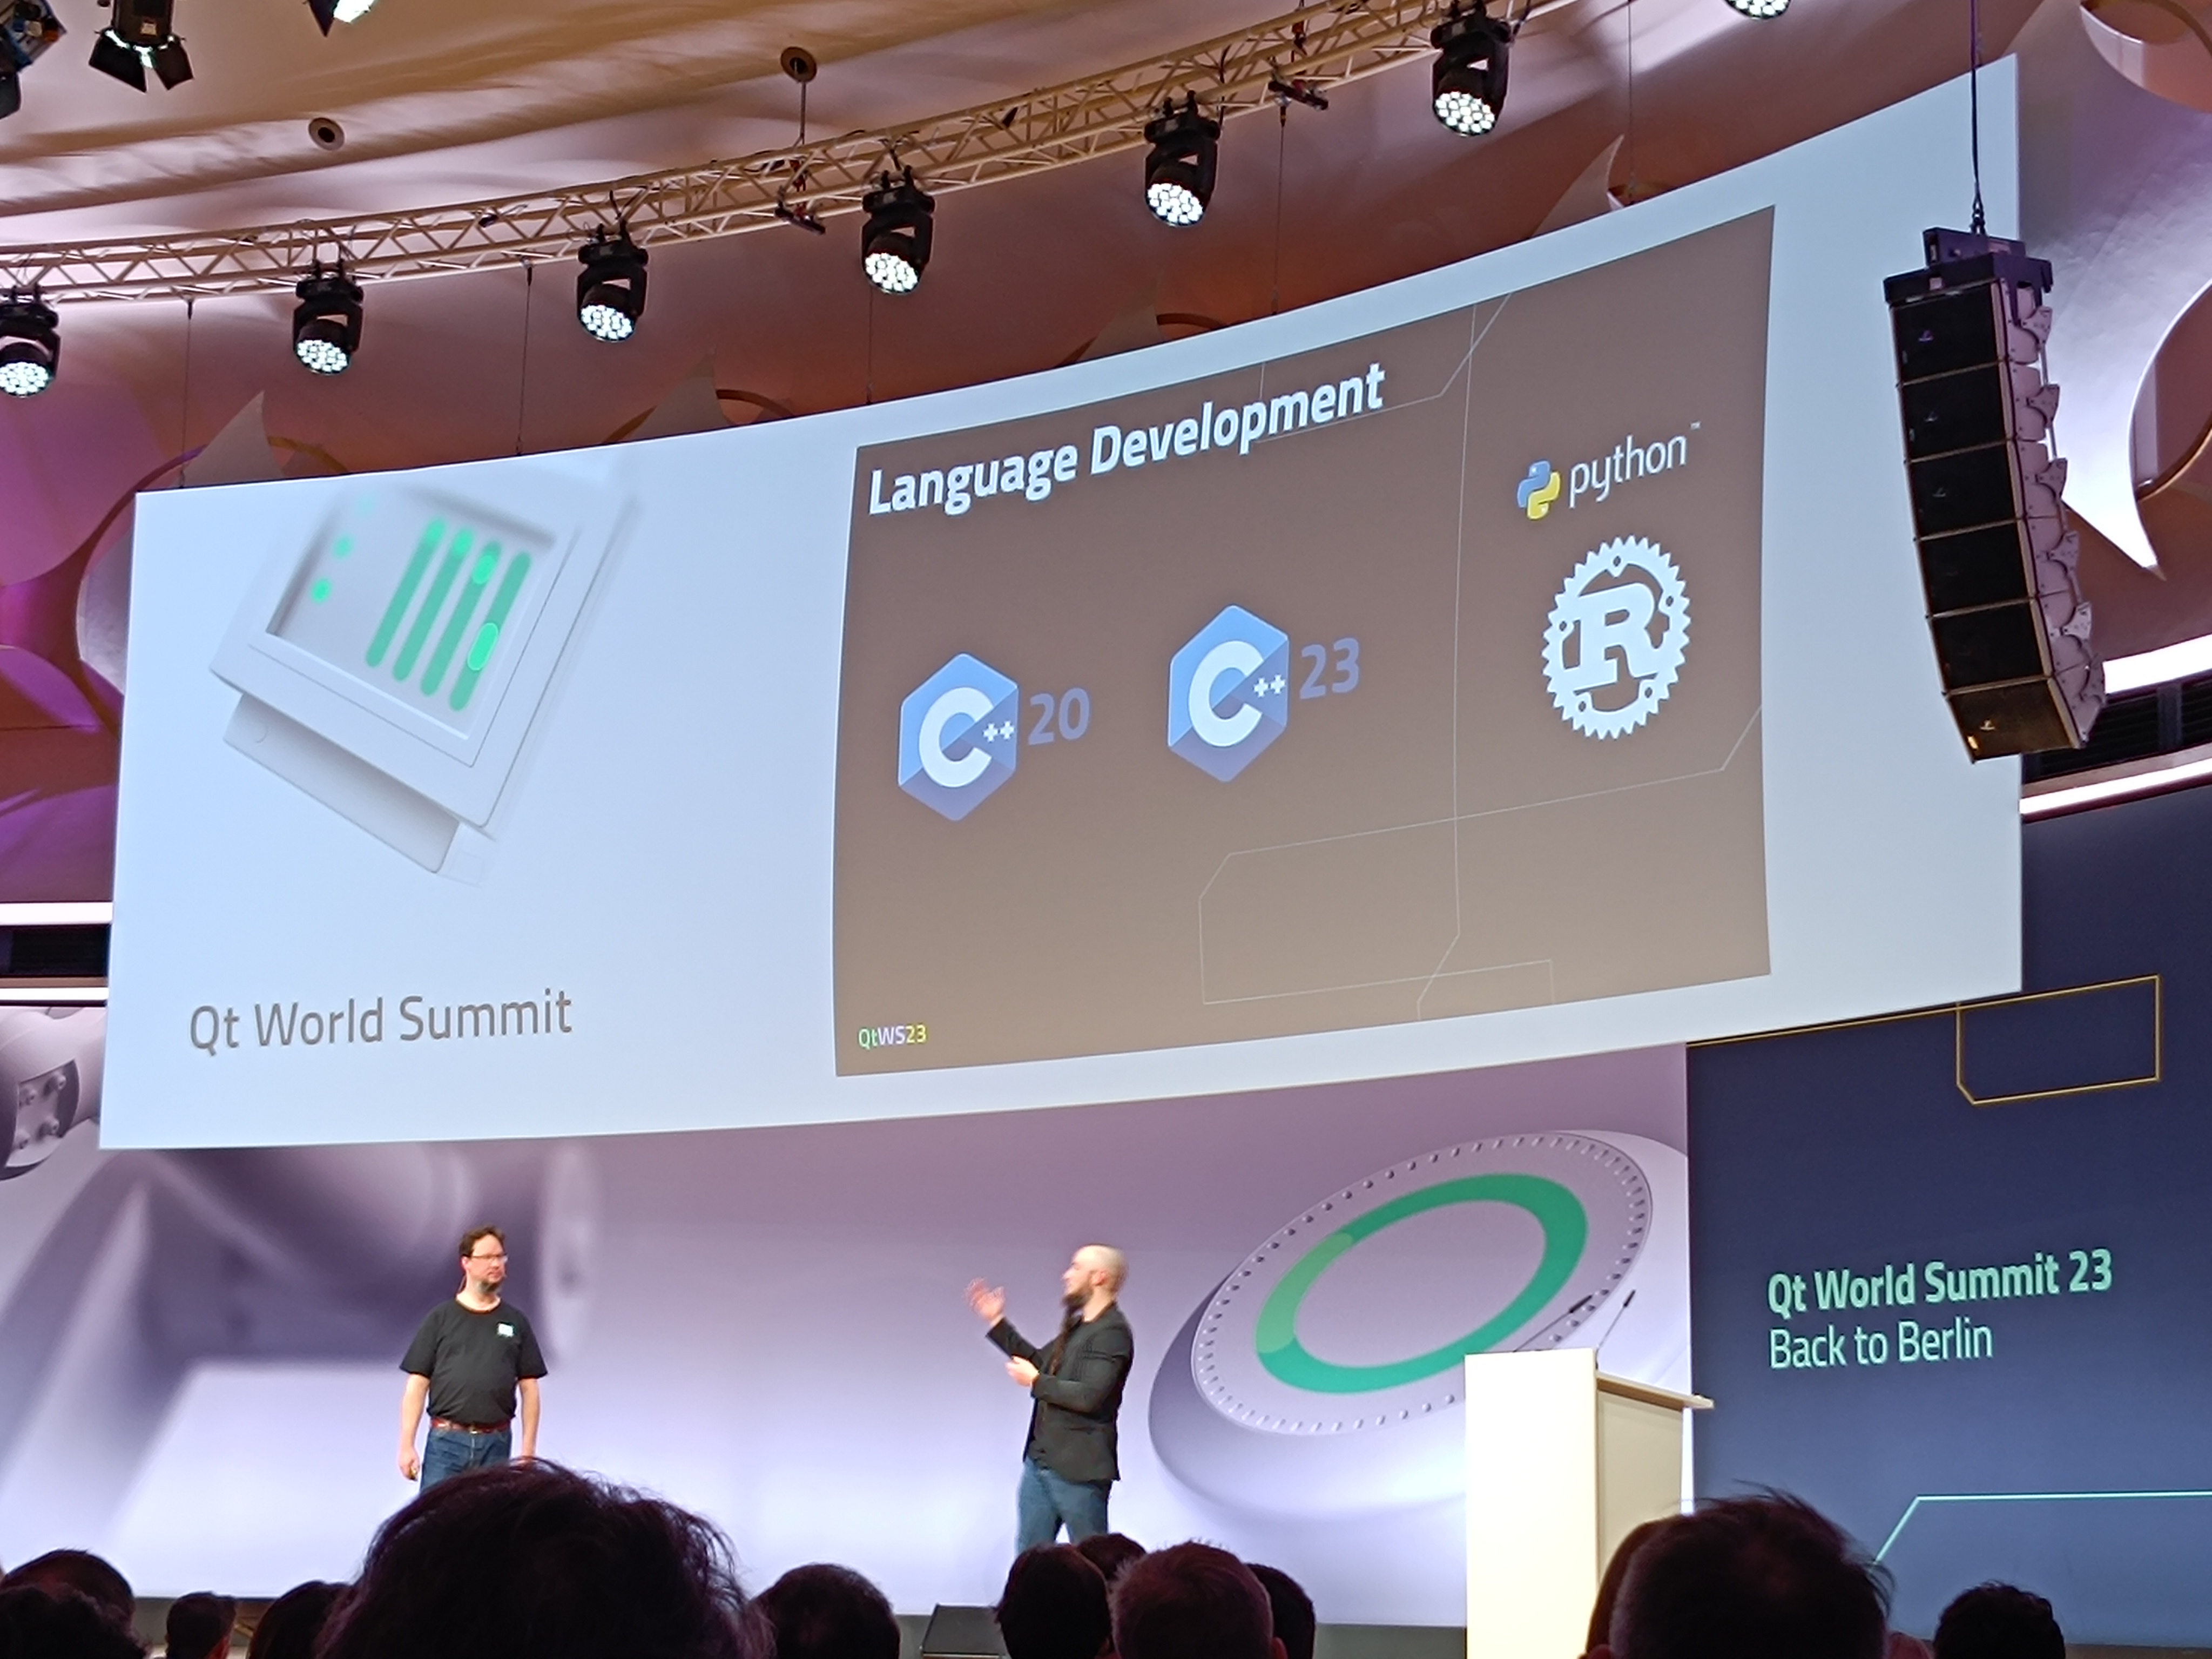 Language Development
python™
C++ 20
C++ 23
R
Qt World Summit
QtWS23
Qt World Summit 23
Back to Berlin